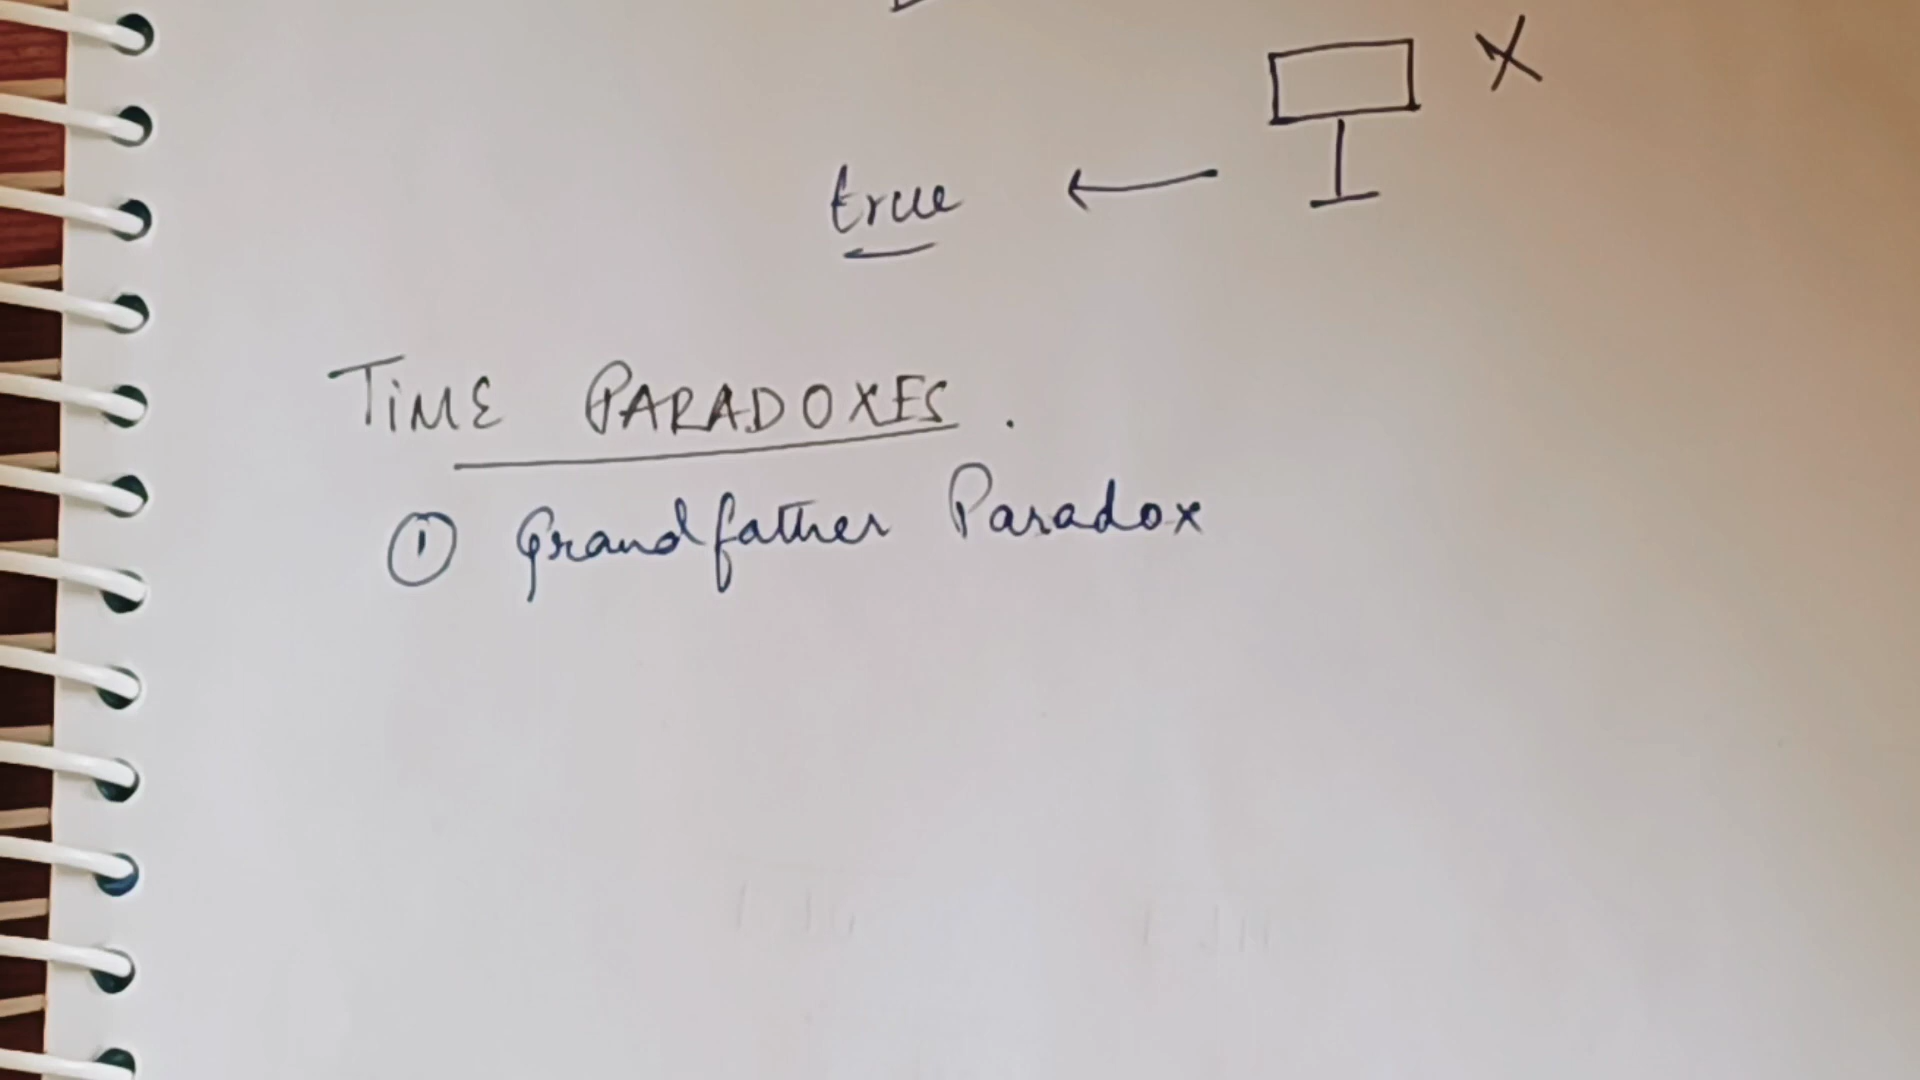 X
true ←
TIME PARADOXES.
① Grandfather Paradox